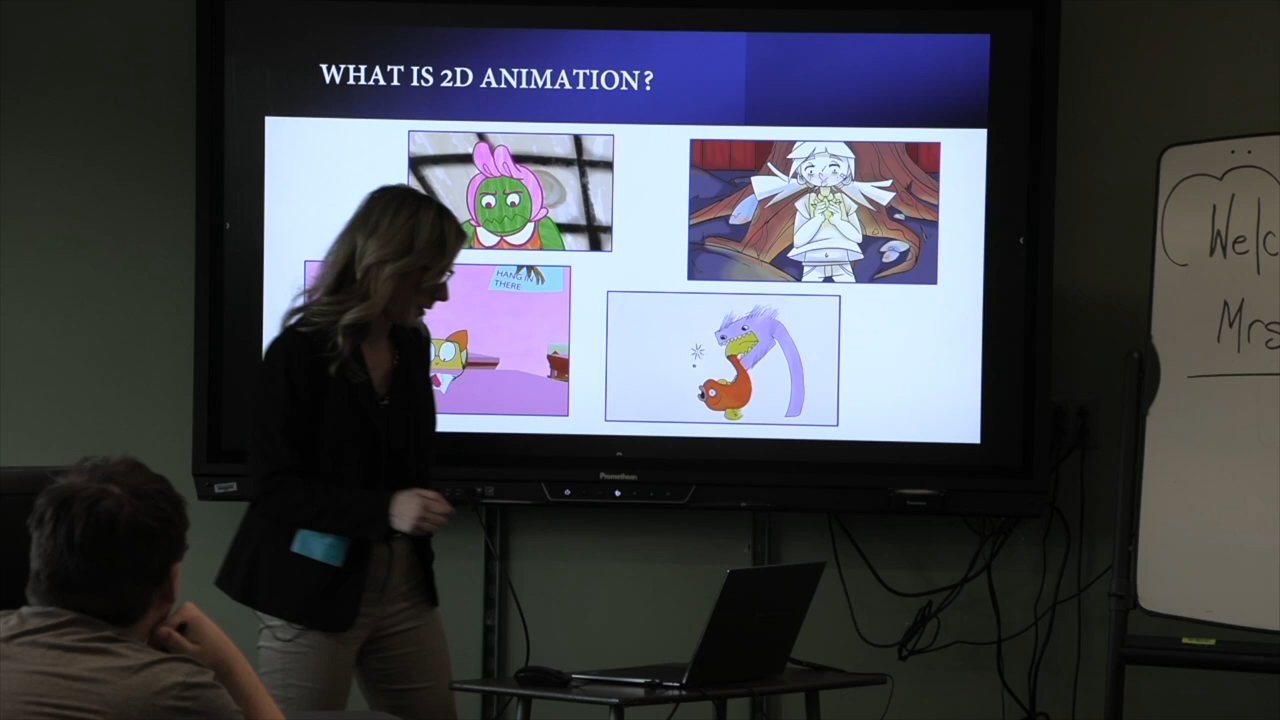 WHAT IS 2D ANIMATION?
HANG IN
THERE
Promethean
Welc
Mrs